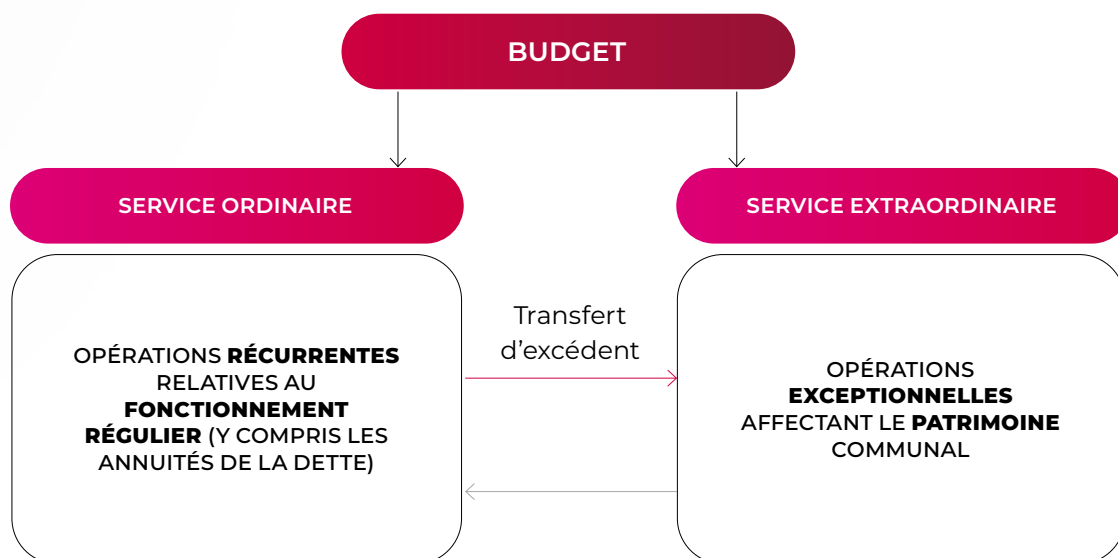 BUDGET
SERVICE ORDINAIRE
SERVICE EXTRAORDINAIRE
OPÉRATIONS RÉCURRENTES
RELATIVES AU
FONCTIONNEMENT
RÉGULIER (Y COMPRIS LES
ANNUITÉS DE LA DETTE)
Transfert
d’excédent
OPÉRATIONS
EXCEPTIONNELLES
AFFECTANT LE PATRIMOINE
COMMUNAL